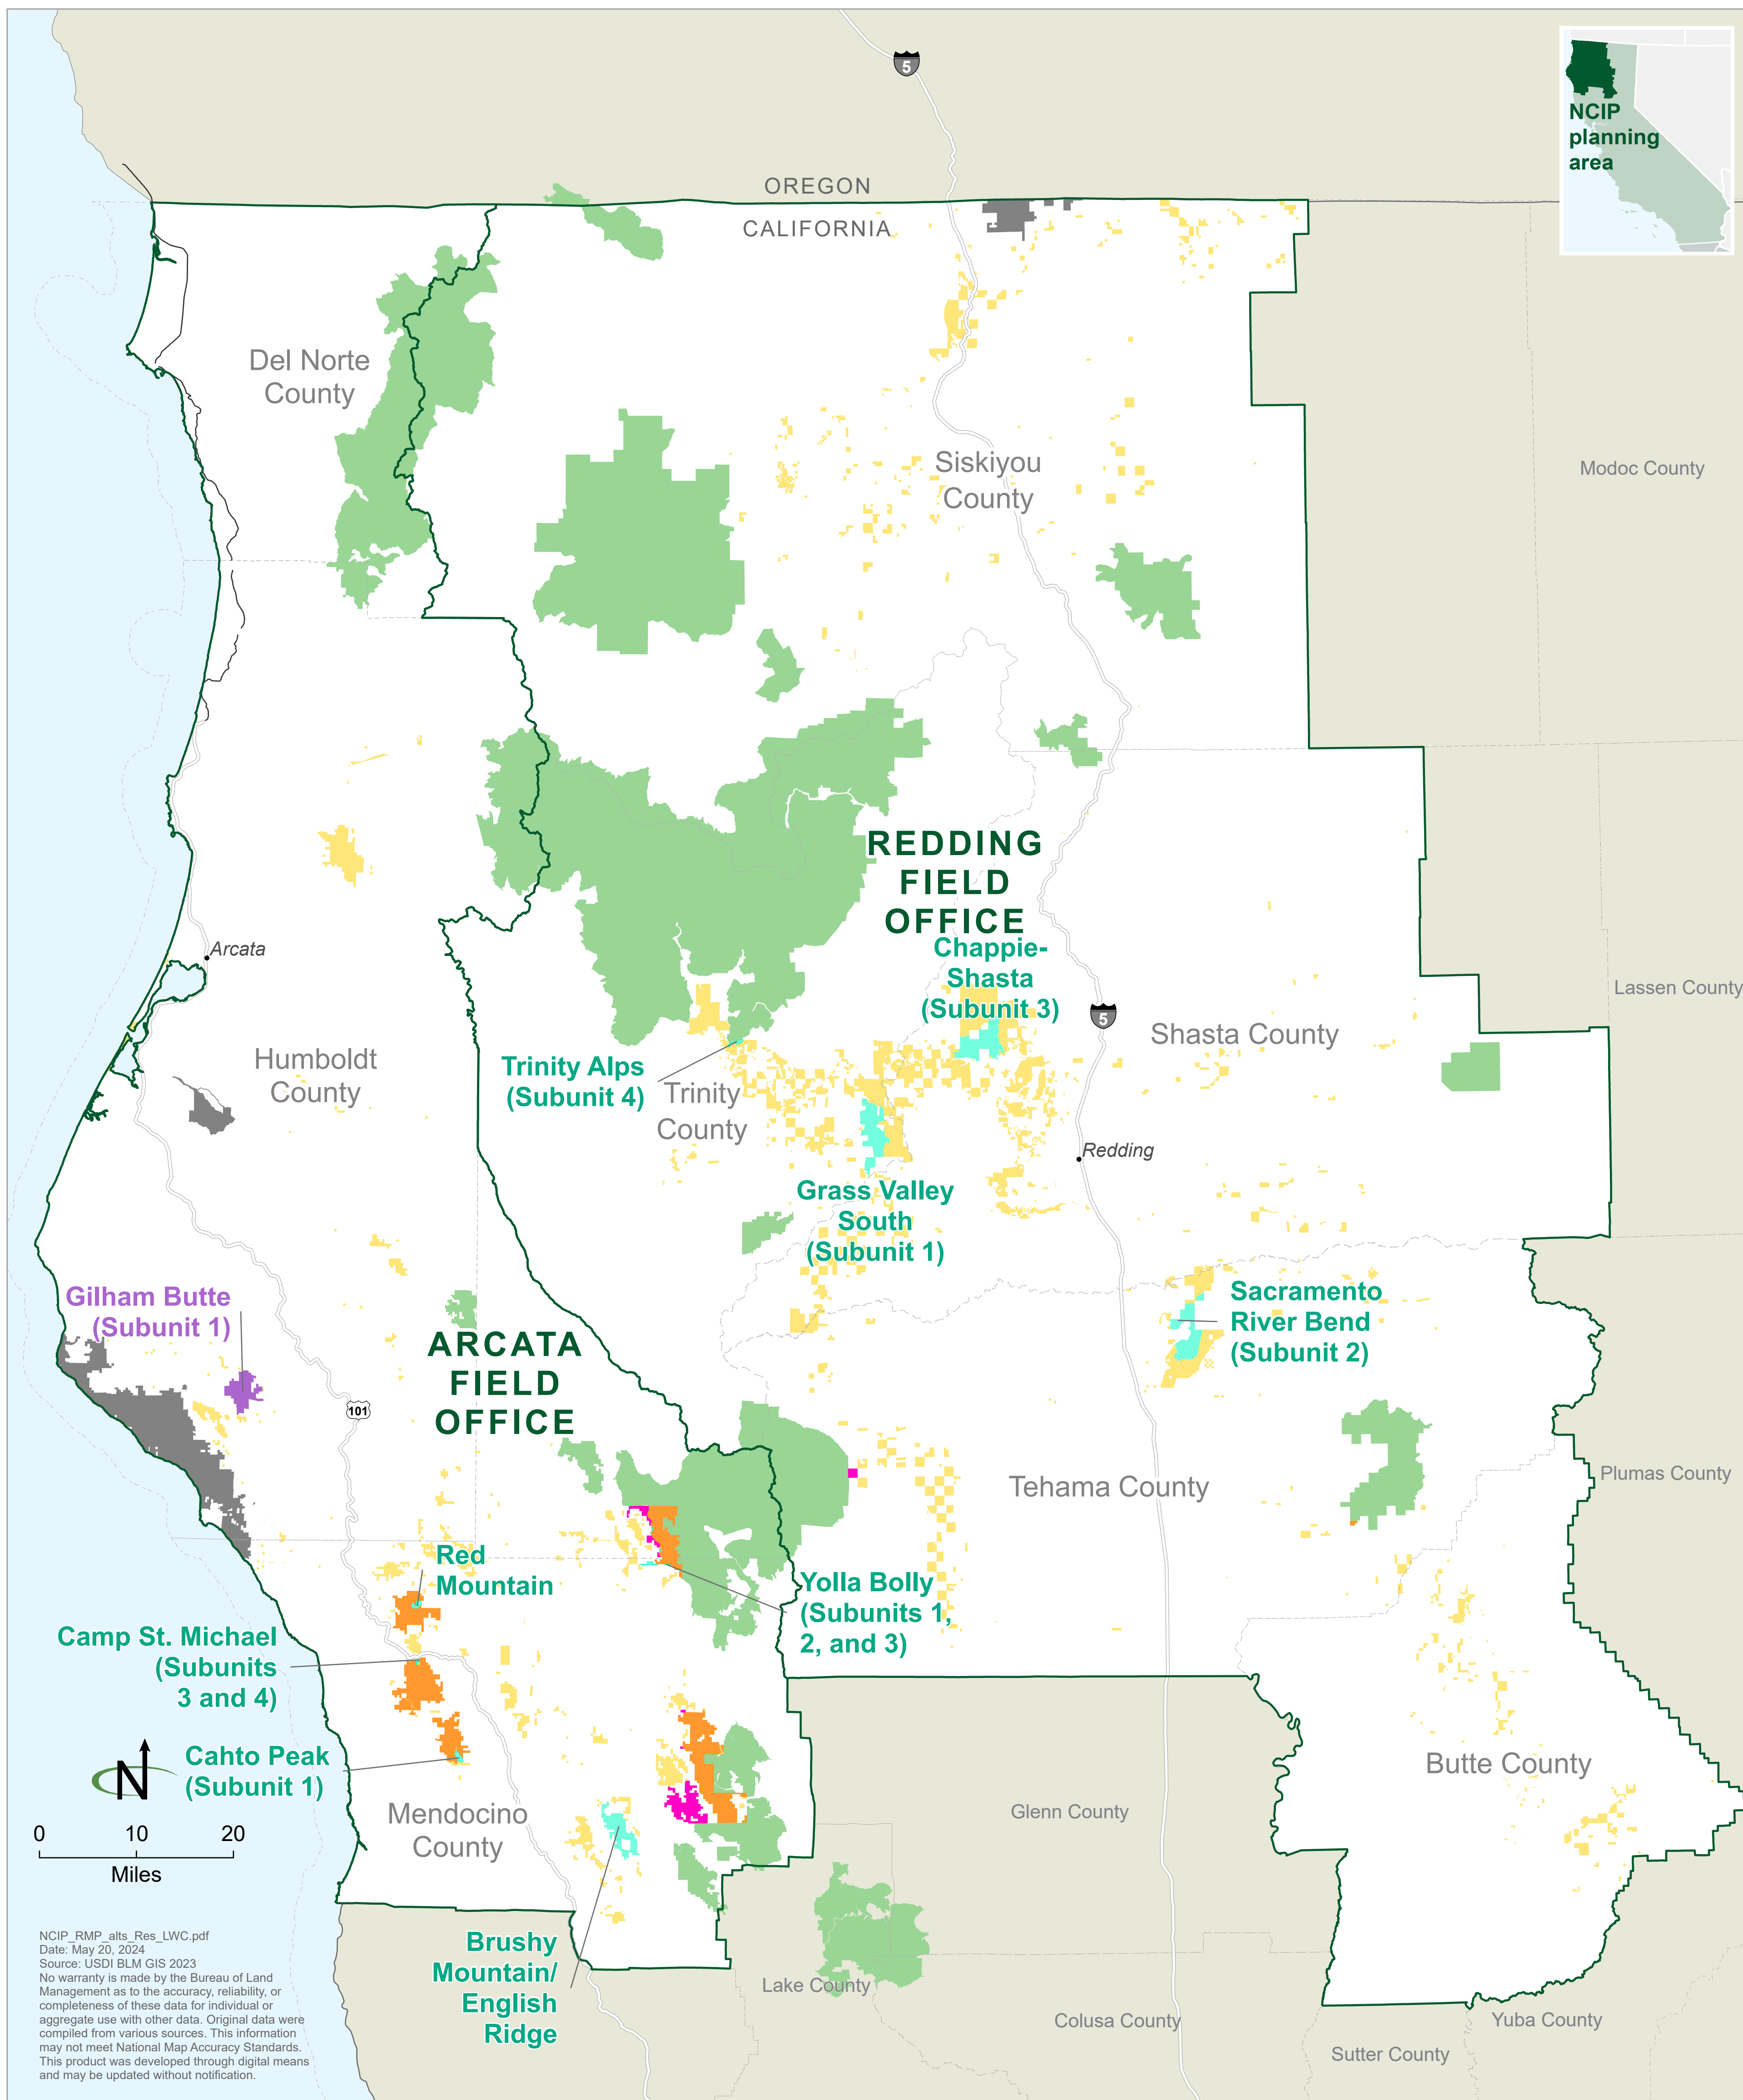 5
NCIP
planning
area
OREGON
CALIFORNIA
Del Norte
County
Siskiyou
County
Modoc County
REDDING
FIELD
OFFICE
Arcata
Chappie-
Shasta
(Subunit 3)
Lassen County
5
Shasta County
Humboldt
County
Trinity Alps
(Subunit 4)
Trinity
County
Redding
Grass Valley
South
(Subunit 1)
Gilham Butte
(Subunit 1)
Sacramento
River Bend
(Subunit 2)
ARCATA
FIELD
OFFICE
101
Tehama County
Plumas County
Red
Mountain
Yolla Bolly
(Subunits 1,
2, and 3)
Camp St. Michael
(Subunits
3 and 4)
Cahto Peak
(Subunit 1)
N
Butte County
Mendocino
County
Glenn County
0 10 20
Miles
NCIP_RMP_alts_Res_LWC.pdf
Date: May 20, 2024
Source: USDI BLM GIS 2023
No warranty is made by the Bureau of Land
Management as to the accuracy, reliability, or
completeness of these data for individual or
aggregate use with other data. Original data were
compiled from various sources. This information
may not meet National Map Accuracy Standards.
This product was developed through digital means
and may be updated without notification.
Brushy
Mountain/
English
Ridge
Lake County
Colusa County
Yuba County
Sutter County